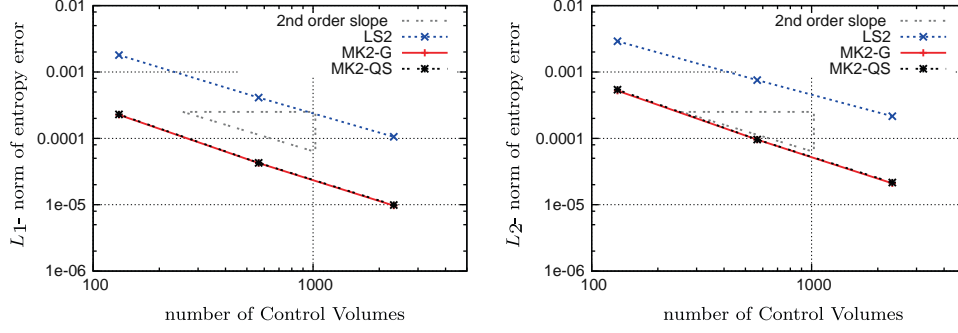 0.01
0.001
0.0001
1e-05
1e-06
100
1000
L1- norm of entropy error
number of Control Volumes
2nd order slope
LS2
MK2-G
MK2-QS
0.01
0.001
0.0001
1e-05
1e-06
100
1000
L2- norm of entropy error
number of Control Volumes
2nd order slope
LS2
MK2-G
MK2-QS